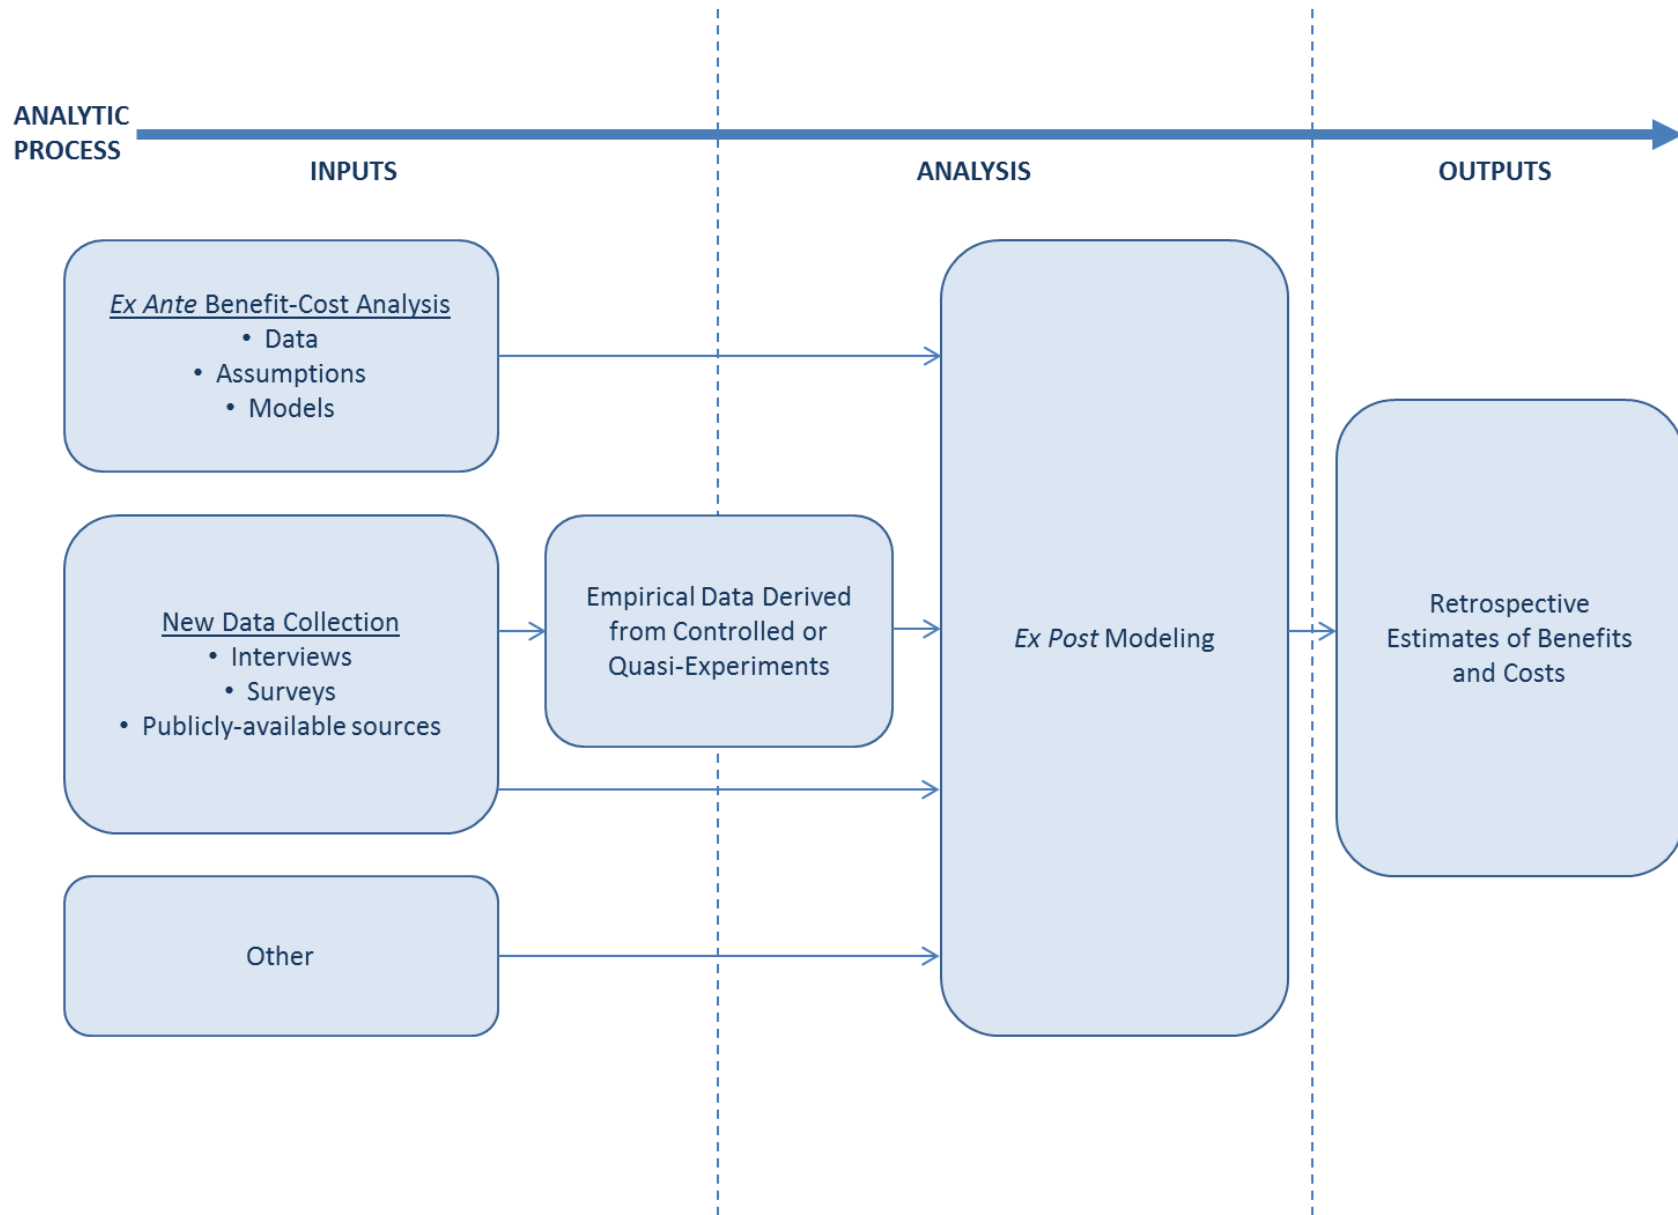 ANALYTIC
PROCESS
INPUTS
ANALYSIS
OUTPUTS
Ex Ante Benefit-Cost Analysis
• Data
• Assumptions
• Models
New Data Collection
• Interviews
• Surveys
• Publicly-available sources
Empirical Data Derived
from Controlled or
Quasi-Experiments
Other
Ex Post Modeling
Retrospective
Estimates of Benefits
and Costs